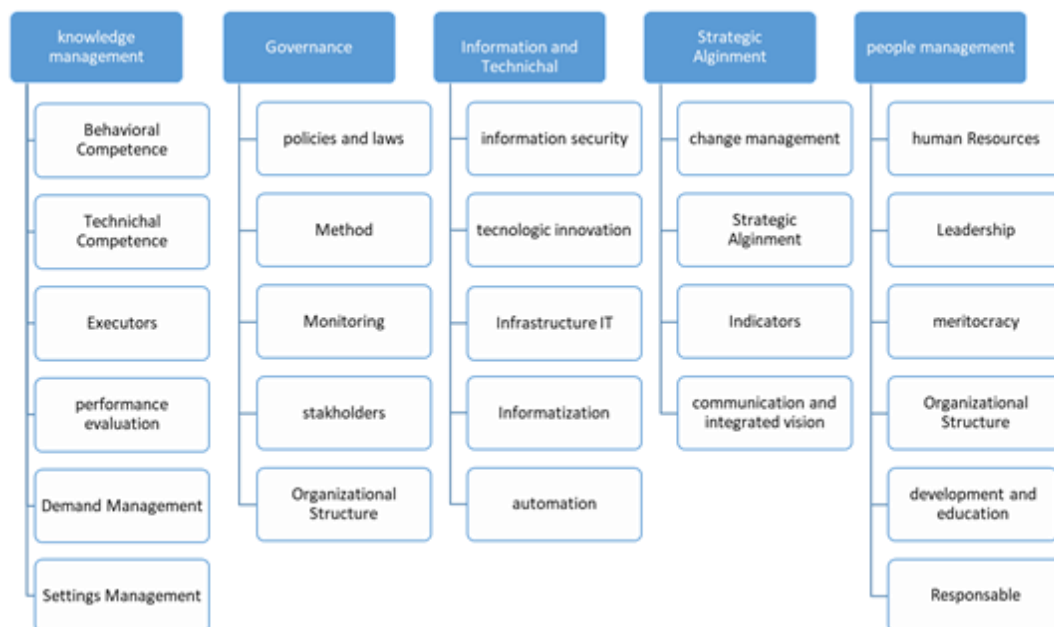 knowledge
management
Behavioral
Competence
Technichal
Competence
Executors
performance
evaluation
Demand Management
Settings Management
Governance
policies and laws
Method
Monitoring
stakholders
Organizational
Structure
Information and
Technichal
information security
tecnologic innovation
Infrastructure IT
Informatization
automation
Strategic
Alginment
change management
Strategic
Alginment
Indicators
communication and
integrated vision
people management
human Resources
Leadership
meritocracy
Organizational
Structure
development and
education
Responsable